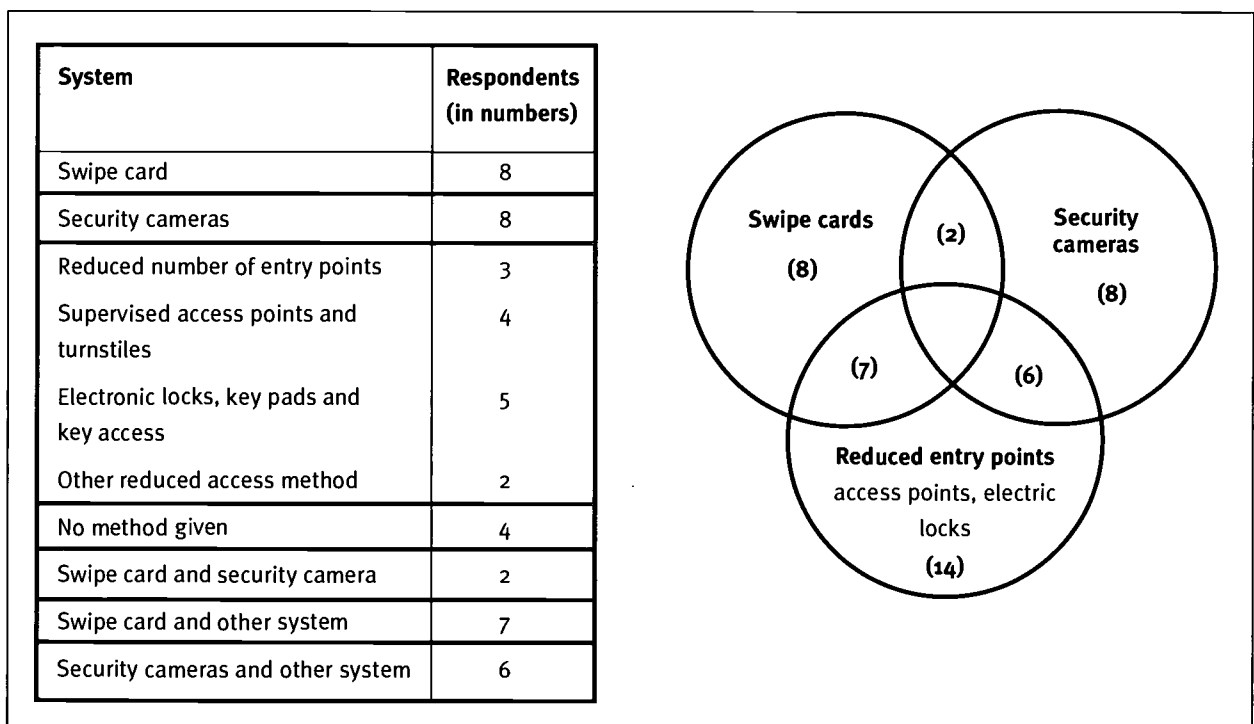 System Respondents
(in numbers)
Swipe card 8
Security cameras 8
Reduced number of entry points 3
Supervised access points and 4
turnstiles
Electronic locks, key pads and 5
key access
Other reduced access method 2
No method given 4
Swipe card and security camera 2
Swipe card and other system 7
Security cameras and other system 6
Swipe cards
(8)
(2)
Security
cameras
(8)
(7)
(6)
Reduced entry points
access points, electric
locks
(14)